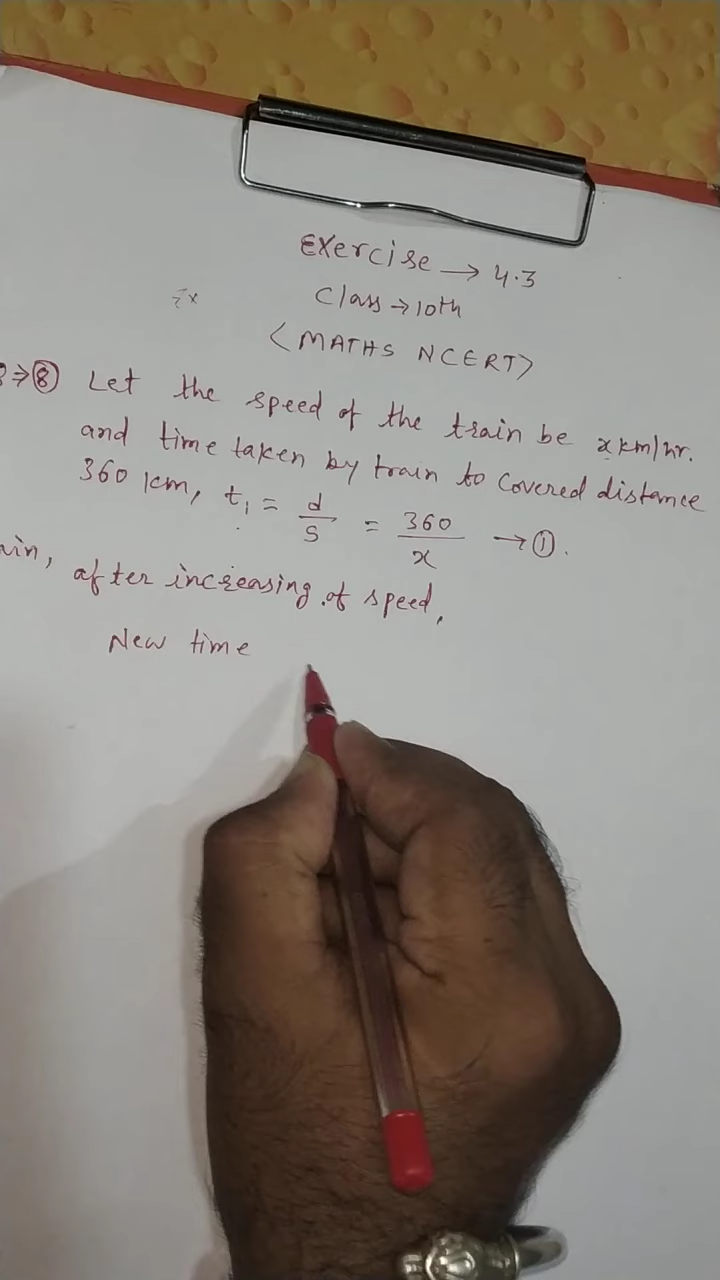 Exercise → 4.3
Class → 10th
<MATHS NCERT>
⇒ ⑧ Let the speed of the train be x km/hr.
and time taken by train to covered distance
360 km, t₁ = d/s = 360/x → ①.
after increasing of speed,
New time